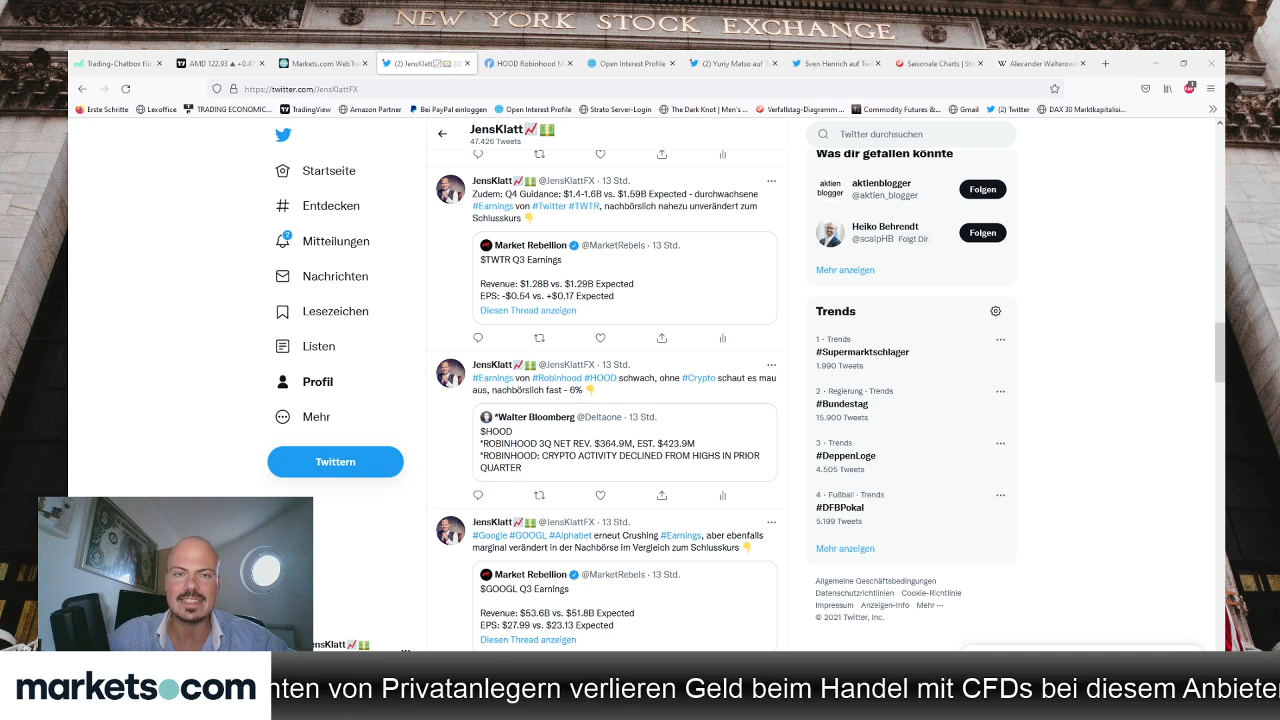 NEW YORK STOCK EXCHANGE
Trading-Chatbox für
AMD 122.93 ▲ +0.4
Markets.com WebTr
(2) JensKlatt
HOOD Robinhood M
Open Interest Profile
(2) Yuriy Matso auf
Sven Henrich auf Tw
Saisonale Charts | St
Alexander Walterow
https://twitter.com/JensKlattFX
Erste Schritte
Lexoffice
TRADING ECONOMIC...
TradingView
Amazon Partner
Bei PayPal einloggen
Open Interest Profile
Strato Server-Login
The Dark Knot | Men's ...
Verfallstag-Diagramm ...
Commodity Futures &...
Gmail
(2) Twitter
DAX 30 Marktkapitalisi...
Startseite
Entdecken
2
Mitteilungen
Nachrichten
Lesezeichen
Listen
Profil
Mehr
Twittern
JensKlatt📈💵
47.426 Tweets
JensKlatt📈💵 @JensKlattFX · 13 Std.
Zudem: Q4 Guidance: $1.4-1.6B vs. $1.59B Expected - durchwachsene
#Earnings von #Twitter #TWTR, nachbörslich nahezu unverändert zum
Schlusskurs 👇
Market Rebellion @MarketRebels · 13 Std.
$TWTR Q3 Earnings
Revenue: $1.28B vs. $1.29B Expected
EPS: -$0.54 vs. +$0.17 Expected
Diesen Thread anzeigen
JensKlatt📈💵 @JensKlattFX · 13 Std.
#Earnings von #Robinhood #HOOD schwach, ohne #Crypto schaut es mau
aus, nachbörslich fast - 6% 👇
*Walter Bloomberg @Deltaone · 13 Std.
$HOOD
*ROBINHOOD 3Q NET REV. $364.9M, EST. $423.9M
*ROBINHOOD: CRYPTO ACTIVITY DECLINED FROM HIGHS IN PRIOR
QUARTER
JensKlatt📈💵 @JensKlattFX · 13 Std.
#Google #GOOGL #Alphabet erneut Crushing #Earnings, aber ebenfalls
marginal verändert in der Nachbörse im Vergleich zum Schlusskurs 👇
Market Rebellion @MarketRebels · 13 Std.
$GOOGL Q3 Earnings
Revenue: $53.6B vs. $51.8B Expected
EPS: $27.99 vs. $23.13 Expected
Diesen Thread anzeigen
Twitter durchsuchen
Was dir gefallen könnte
aktien
blogger
aktienblogger
@aktien_blogger
Folgen
Heiko Behrendt
@scalpHB Folgt Dir
Folgen
Mehr anzeigen
Trends
1 · Trends
#Supermarktschlager
1.990 Tweets
2 · Regierung · Trends
#Bundestag
15.900 Tweets
3 · Trends
#DeppenLoge
4.505 Tweets
4 · Fußball · Trends
#DFBPokal
5.199 Tweets
Mehr anzeigen
Allgemeine Geschäftsbedingungen
Datenschutzrichtlinien Cookie-Richtlinie
Impressum Anzeigen-Info Mehr ···
© 2021 Twitter, Inc.
ensKlatt📈💵
markets.com
nten von Privatanlegern verlieren Geld beim Handel mit CFDs bei diesem Anbieter